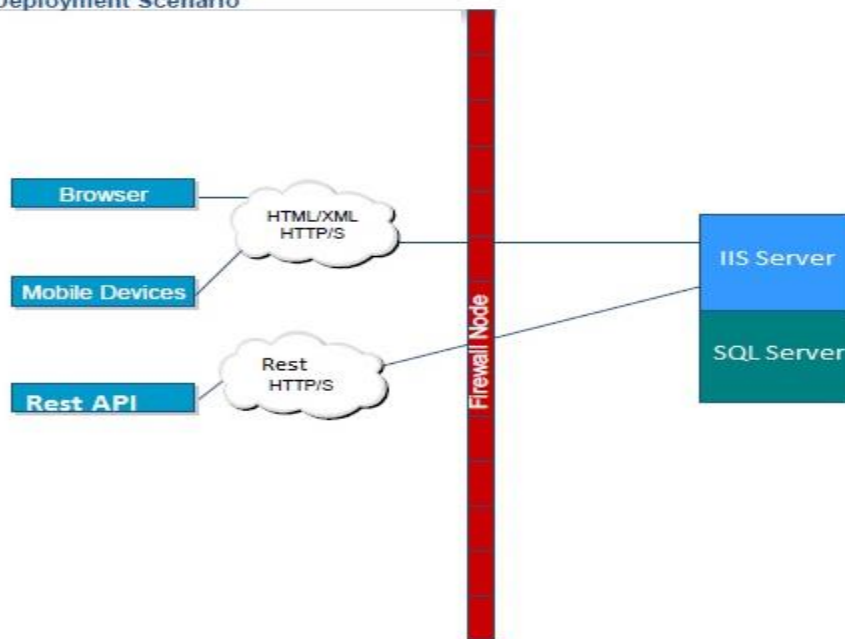 Deployment Scenario
Browser
HTML/XML
HTTP/S
Mobile Devices
IIS Server
Rest
HTTP/S
Rest API
Firewall Node
SQL Server